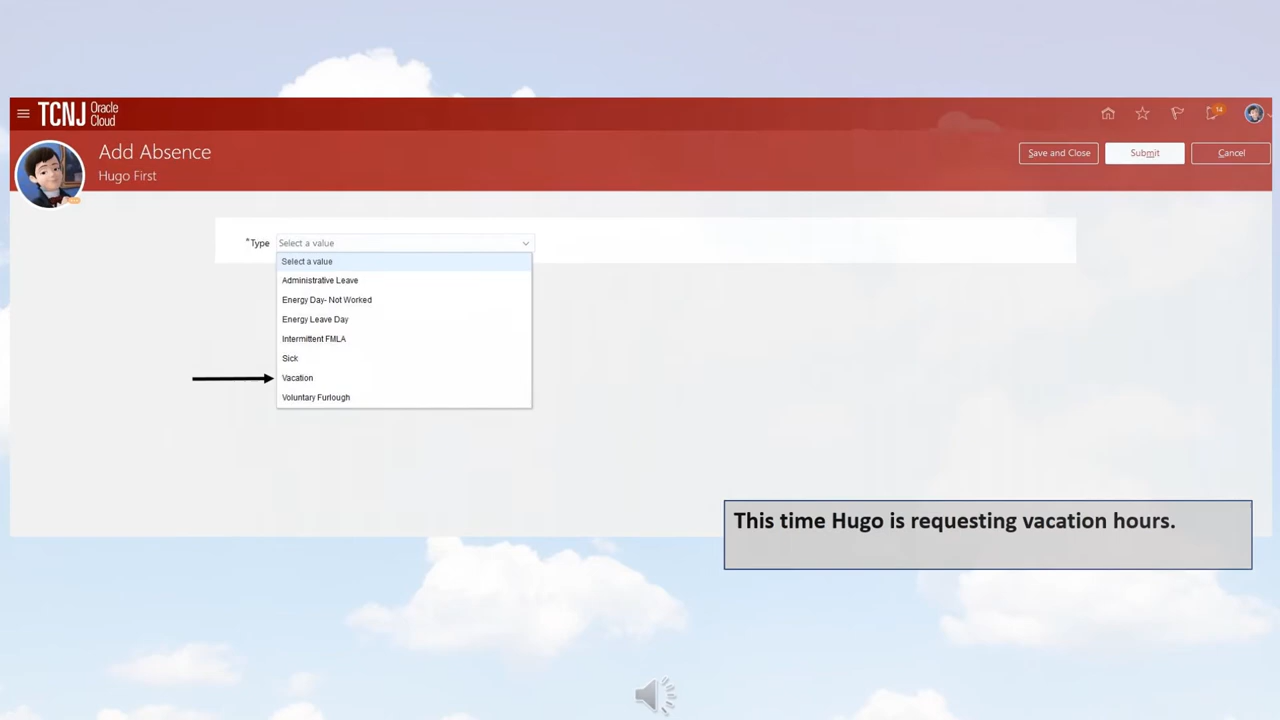 TCNJ Oracle Cloud
14
Add Absence
Hugo First
Save and Close Submit Cancel
*Type Select a value
Select a value
Administrative Leave
Energy Day- Not Worked
Energy Leave Day
Intermittent FMLA
Sick
Vacation
Voluntary Furlough
This time Hugo is requesting vacation hours.